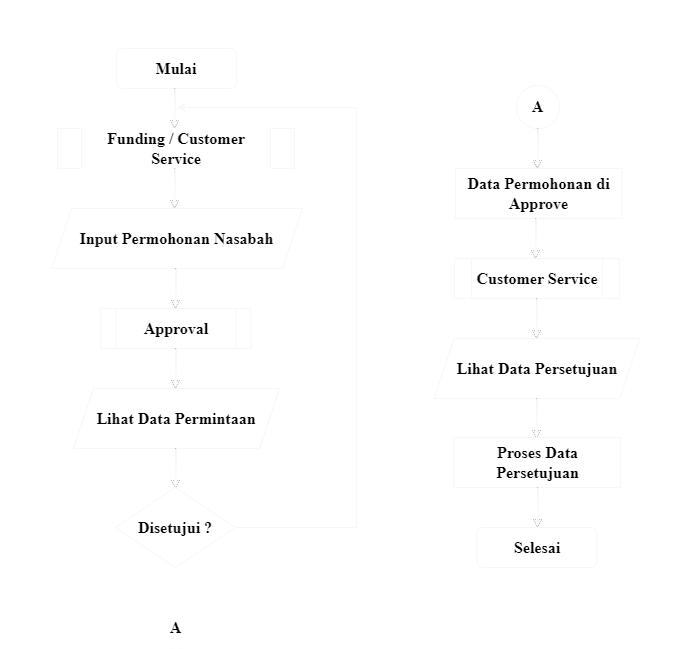 Mulai
Funding / Customer
Service
Input Permohonan Nasabah
Approval
Lihat Data Permintaan
Disetujui ?
A
A
Data Permohonan di
Approve
Customer Service
Lihat Data Persetujuan
Proses Data
Persetujuan
Selesai